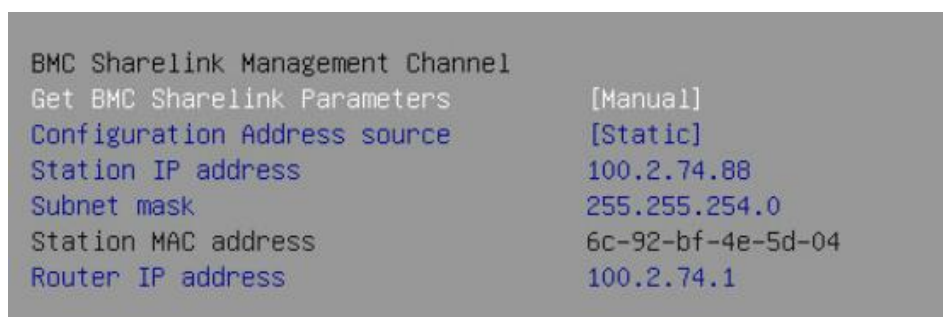 BMC Sharelink Management Channel
Get BMC Sharelink Parameters [Manual]
Configuration Address source [Static]
Station IP address 100.2.74.88
Subnet mask 255.255.254.0
Station MAC address 6c-92-bf-4e-5d-04
Router IP address 100.2.74.1